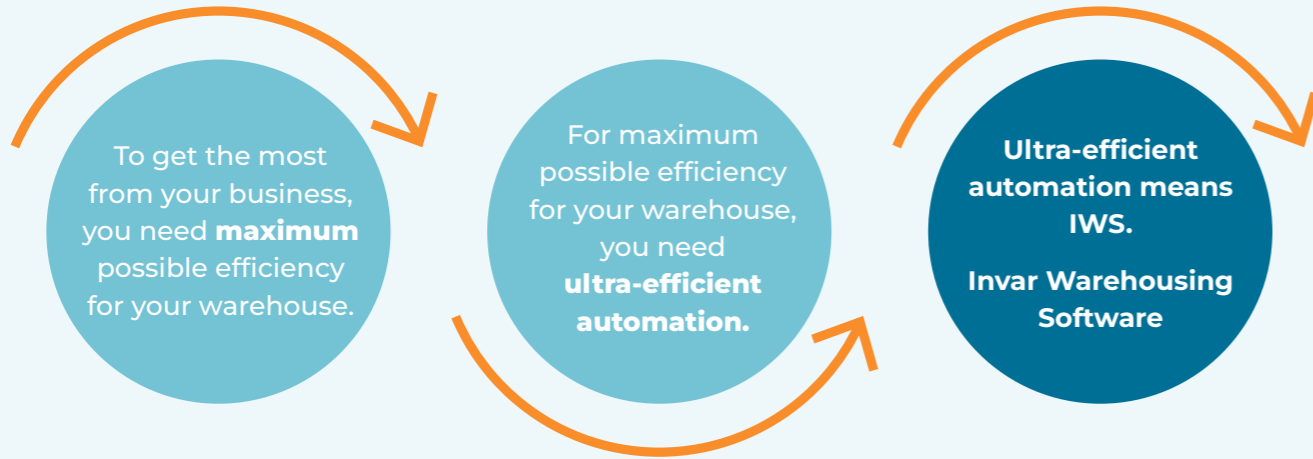 To get the most
from your business,
you need maximum
possible efficiency
for your warehouse.
For maximum
possible efficiency
for your warehouse,
you need
ultra-efficient
automation.
Ultra-efficient
automation means
IWS.
Invar Warehousing
Software